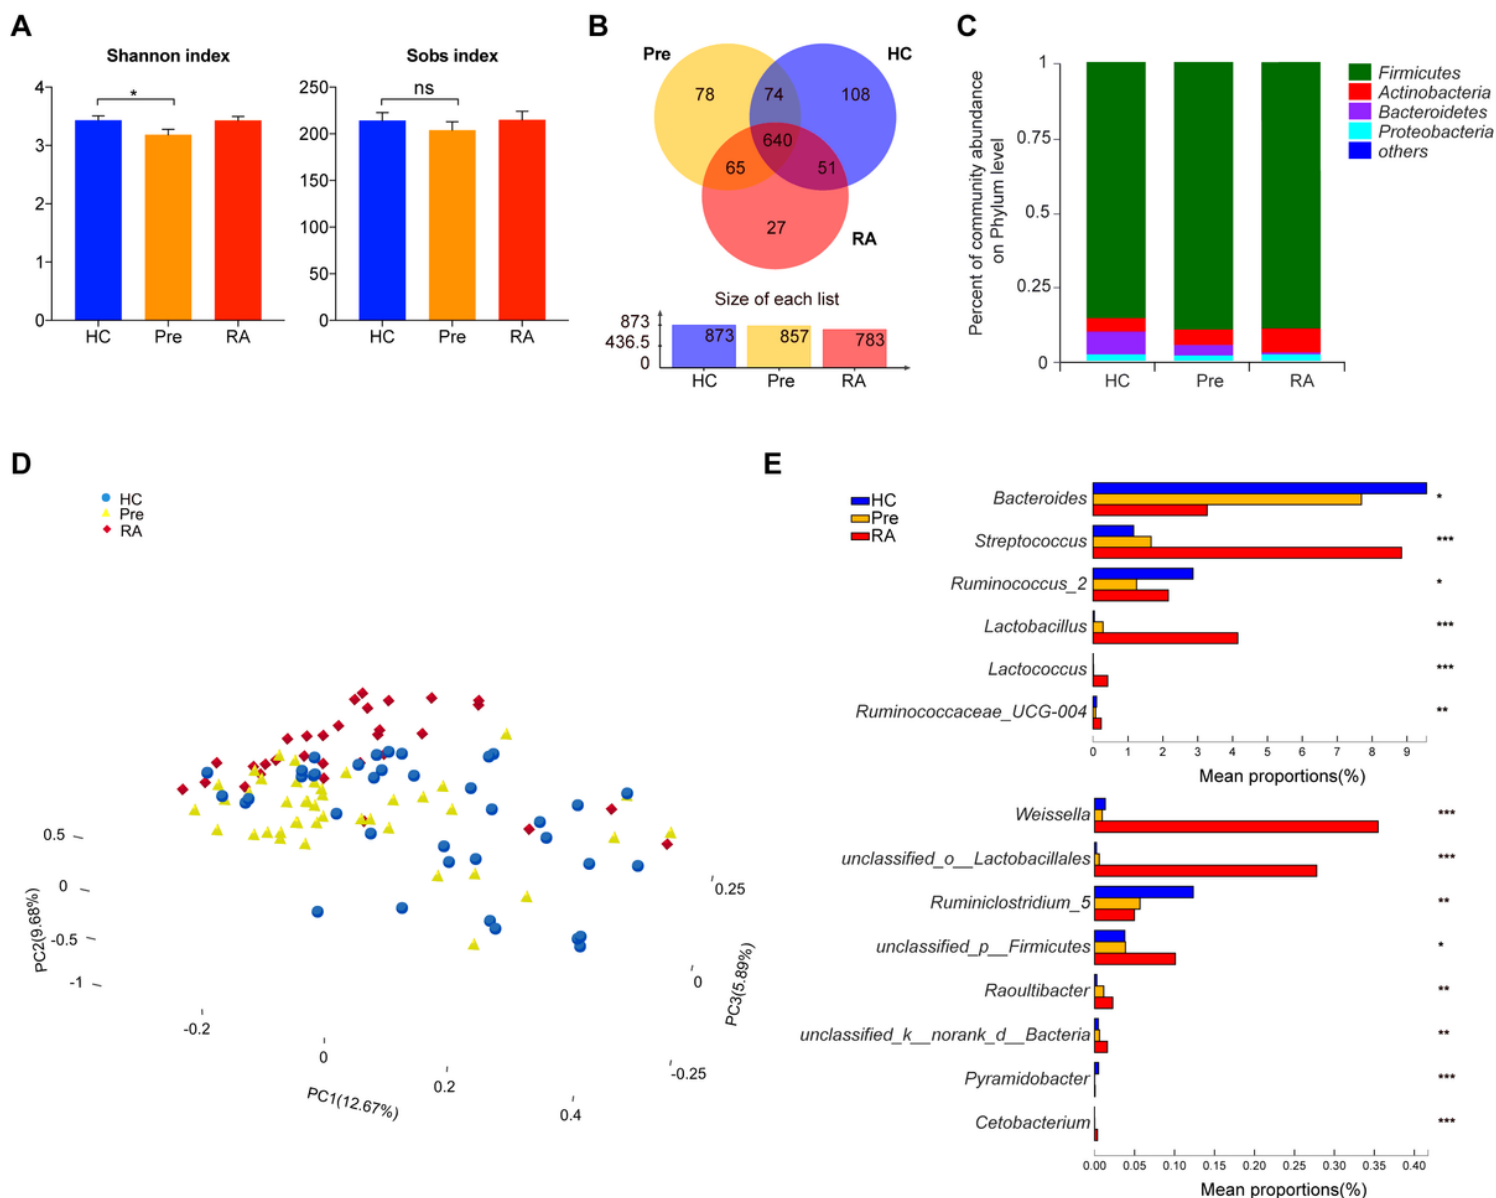 A
Shannon index
4
3
2
1
0
*
HC
Pre
RA
Sobs index
250
200
150
100
50
0
ns
HC
Pre
RA
B
Pre
HC
78
74
108
640
65
51
27
RA
Size of each list
873
436.5
0
873
857
783
HC
Pre
RA
C
Percent of community abundance
on Phylum level
1
0.75
0.5
0.25
0
HC
Pre
RA
Firmicutes
Actinobacteria
Bacteroidetes
Proteobacteria
others
D
HC
Pre
RA
0.5
0
-0.5
-1
PC2(9.68%)
-0.2
0
0.2
0.4
PC1(12.67%)
0.25
0
-0.25
PC3(5.89%)
E
HC
Pre
RA
Bacteroides *
Streptococcus ***
Ruminococcus_2 *
Lactobacillus ***
Lactococcus ***
Ruminococcaceae_UCG-004 **
0 1 2 3 4 5 6 7 8 9
Mean proportions(%)
Weissella ***
unclassified_o__Lactobacillales ***
Ruminiclostridium_5 **
unclassified_p__Firmicutes *
Raoultibacter **
unclassified_k__norank_d__Bacteria **
Pyramidobacter ***
Cetobacterium ***
0.00 0.05 0.10 0.15 0.20 0.25 0.30 0.35 0.40
Mean proportions(%)